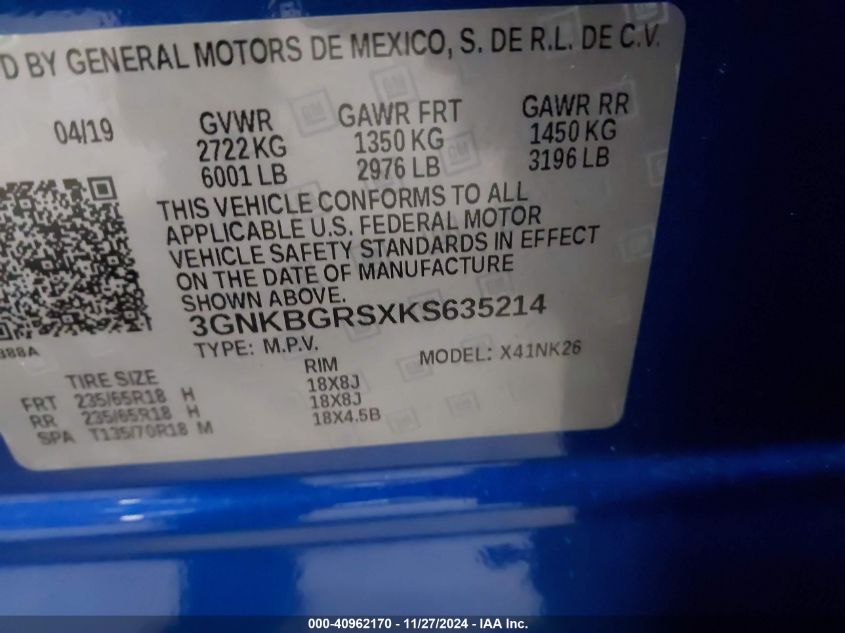 D BY GENERAL MOTORS DE MEXICO, S. DE R.L. DE C.V.
04/19
GVWR
2722 KG
6001 LB
GAWR FRT
1350 KG
2976 LB
GAWR RR
1450 KG
3196 LB
THIS VEHICLE CONFORMS TO ALL
APPLICABLE U.S. FEDERAL MOTOR
VEHICLE SAFETY STANDARDS IN EFFECT
ON THE DATE OF MANUFACTURE
SHOWN ABOVE.
3GNKBGRSXKS635214
388A
TYPE: M.P.V.
MODEL: X41NK26
TIRE SIZE RIM
FRT 235/65R18 H 18X8J
RR 235/65R18 H 18X8J
SPA T135/70R18 M 18X4.5B
000-40962170 - 11/27/2024 - IAA Inc.